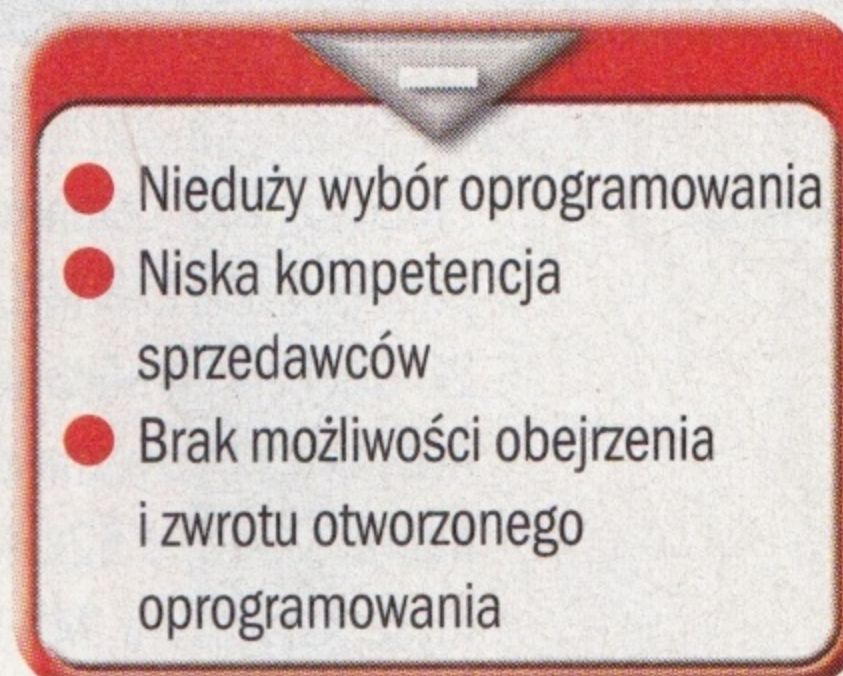 Nieduży wybór oprogramowania
Niska kompetencja
sprzedawców
Brak możliwości obejrzenia
i zwrotu otworzonego
oprogramowania